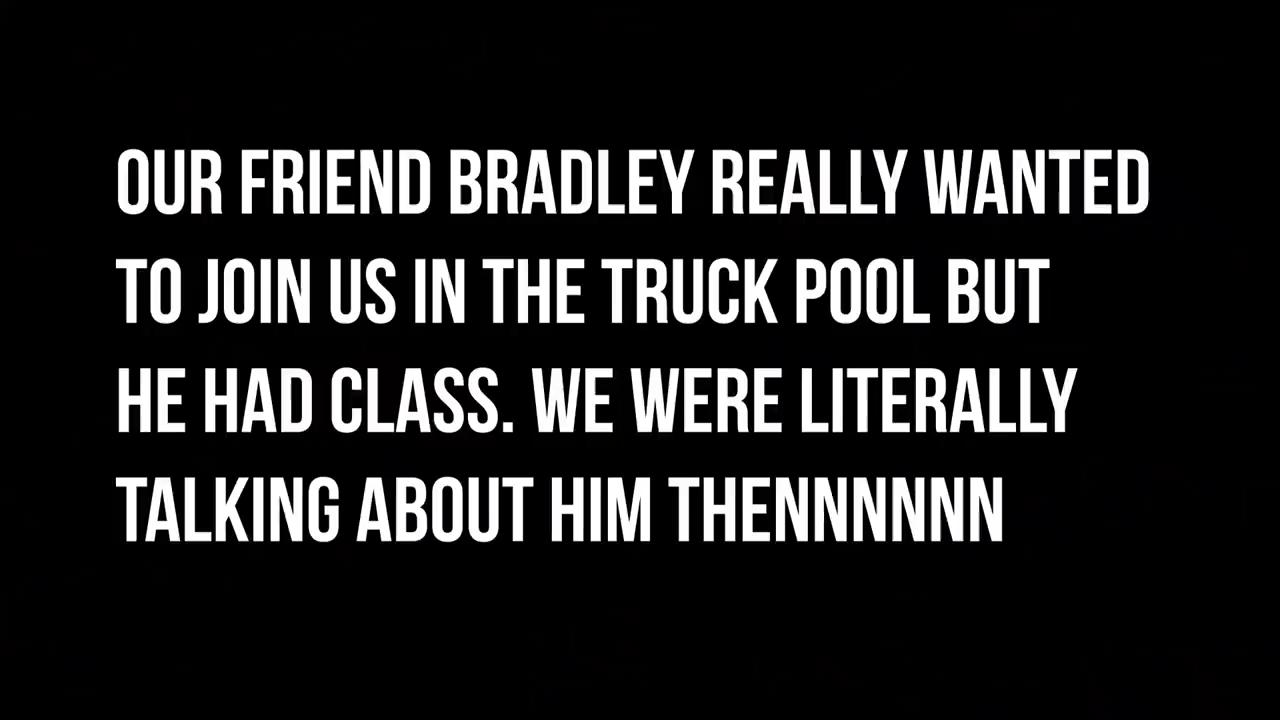 OUR FRIEND BRADLEY REALLY WANTED
TO JOIN US IN THE TRUCK POOL BUT
HE HAD CLASS. WE WERE LITERALLY
TALKING ABOUT HIM THENNNNNN